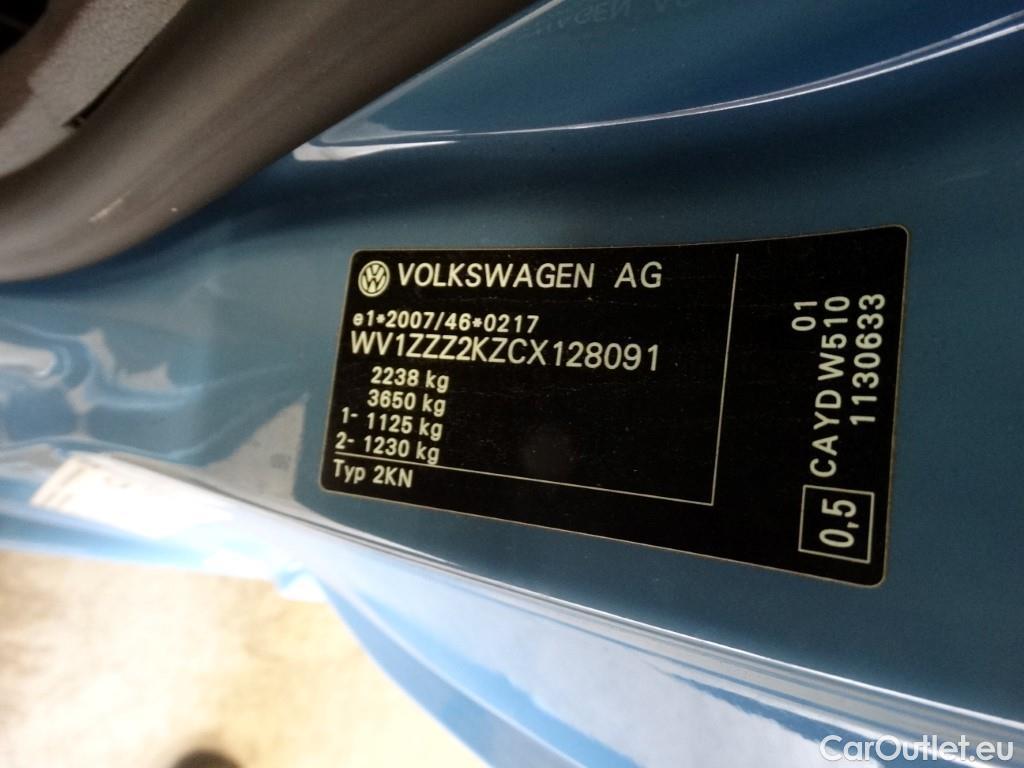 VOLKSWAGEN AG
e1*2007/46*0217
WV1ZZZ2KZCX128091
2238 kg
3650 kg
1- 1125 kg
2- 1230 kg
Typ 2KN
01
0,5 CAYD W510
1130633
CarOutlet.eu